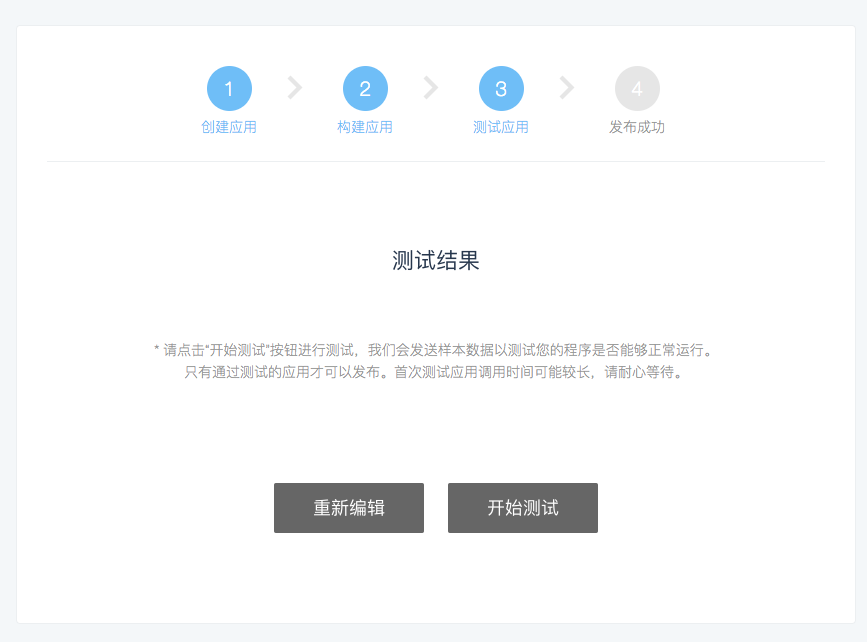 1 2 3 4
创建应用 构建应用 测试应用 发布成功
测试结果
* 请点击“开始测试”按钮进行测试，我们会发送样本数据以测试您的程序是否能够正常运行。
只有通过测试的应用才可以发布。首次测试应用调用时间可能较长，请耐心等待。
重新编辑 开始测试